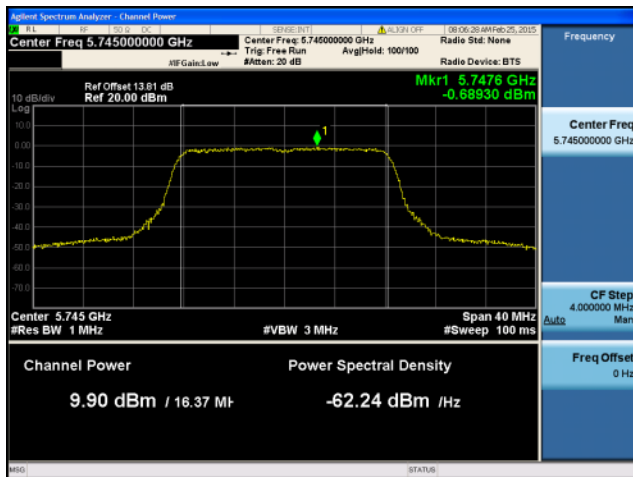 Agilent Spectrum Analyzer - Channel Power
RL RF 50 Ω DC SENSE:INT ALIGN OFF 08:06:28 AM Feb 25, 2015
Center Freq 5.745000000 GHz
Center Freq: 5.745000000 GHz Radio Std: None
Trig: Free Run Avg|Hold: 100/100
#IFGain:Low #Atten: 20 dB Radio Device: BTS
Mkr1 5.7476 GHz
-0.68930 dBm
Ref Offset 13.81 dB
10 dB/div Ref 20.00 dBm
Log
10.0
0.00
-10.0
-20.0
-30.0
-40.0
-50.0
-60.0
-70.0
1
Center 5.745 GHz Span 40 MHz
#Res BW 1 MHz #VBW 3 MHz #Sweep 100 ms
Channel Power Power Spectral Density
9.90 dBm / 16.37 MH -62.24 dBm /Hz
MSG STATUS
Frequency
Center Freq
5.745000000 GHz
CF Step
4.000000 MHz
Auto Man
Freq Offset
0 Hz